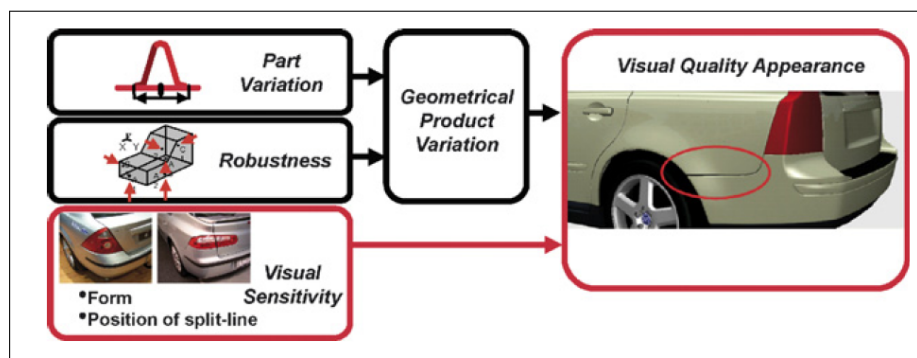 Part
Variation
Robustness
X Y
C
A
A
Visual
Sensitivity
•Form
•Position of split-line
Geometrical
Product
Variation
Visual Quality Appearance